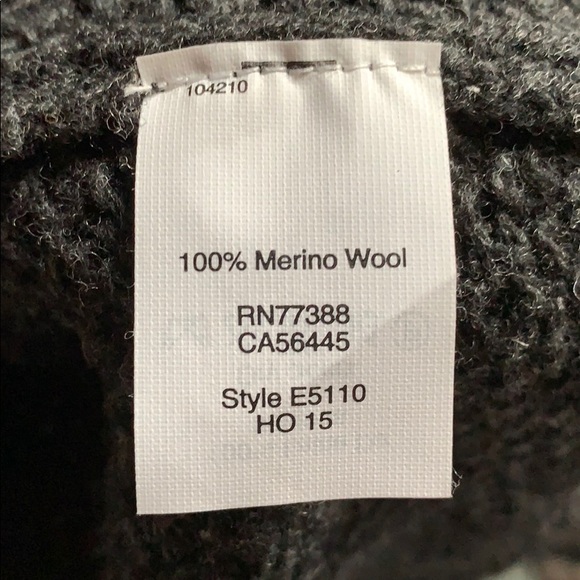 104210
100% Merino Wool
RN77388
CA56445
Style E5110
HO 15